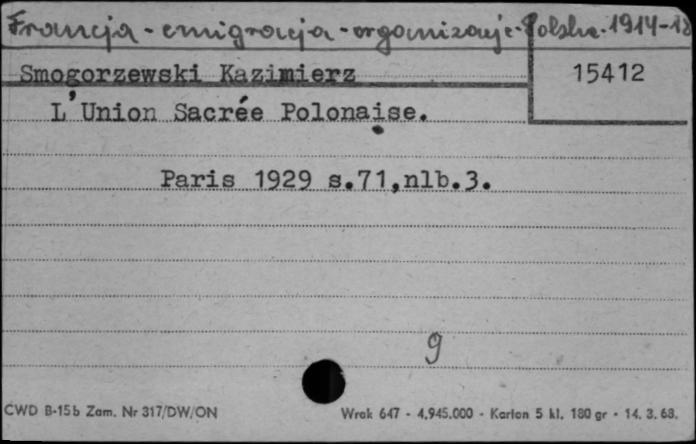 Francja - emigracja - organizacje - Polska. 1914-18
Smogorzewski Kazimierz
15412
L'Union Sacrée Polonaise.
Paris 1929 s.71,nlb.3.
9
CWD B-15b Zam. Nr 317/DW/ON
Wrak 647 - 4.945.000 - Karton 5 kl. 180 gr - 14. 3. 68.